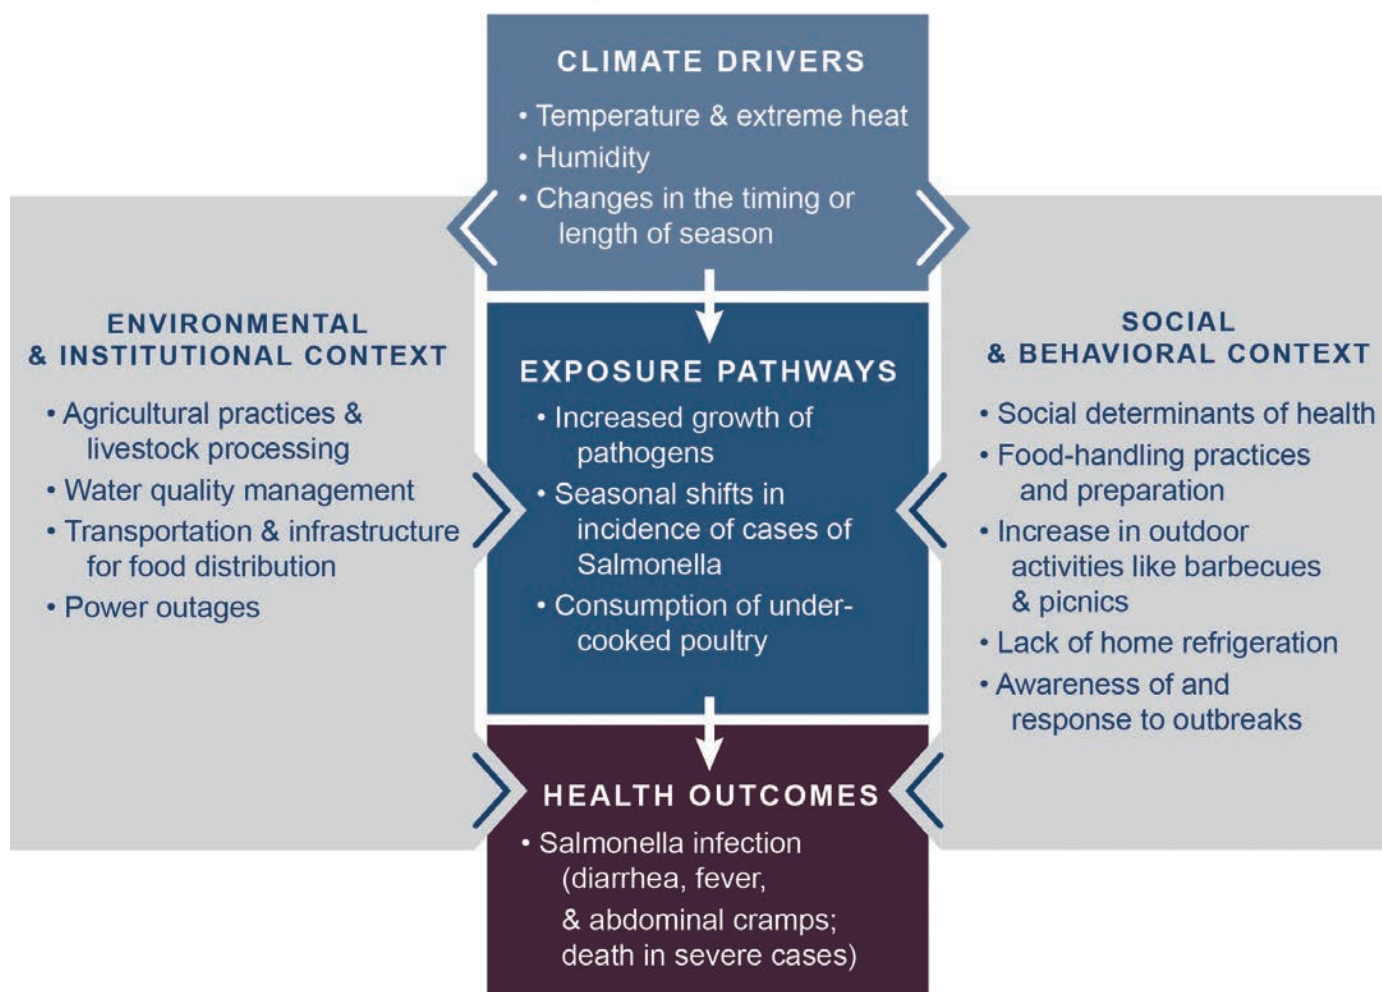 CLIMATE DRIVERS
• Temperature & extreme heat
• Humidity
• Changes in the timing or
length of season
ENVIRONMENTAL
& INSTITUTIONAL CONTEXT
• Agricultural practices &
livestock processing
• Water quality management
• Transportation & infrastructure
for food distribution
• Power outages
EXPOSURE PATHWAYS
• Increased growth of
pathogens
• Seasonal shifts in
incidence of cases of
Salmonella
• Consumption of under-
cooked poultry
SOCIAL
& BEHAVIORAL CONTEXT
• Social determinants of health
• Food-handling practices
and preparation
• Increase in outdoor
activities like barbecues
& picnics
• Lack of home refrigeration
• Awareness of and
response to outbreaks
HEALTH OUTCOMES
• Salmonella infection
(diarrhea, fever,
& abdominal cramps;
death in severe cases)